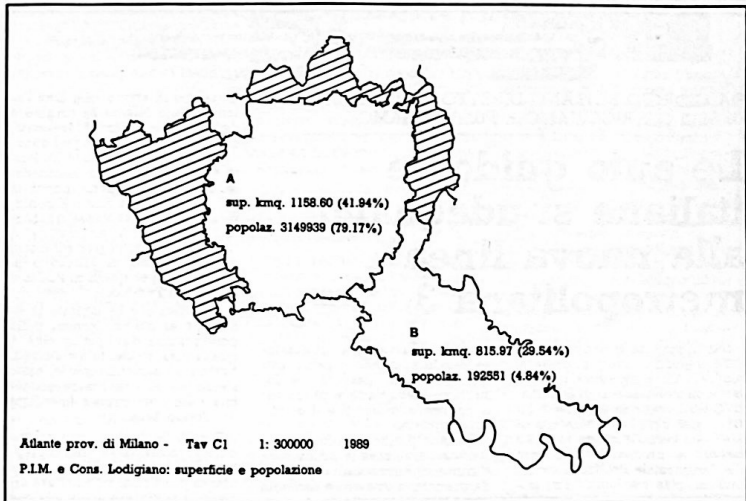 A
sup. kmq. 1158.60 (41.94%)
popolaz. 3149939 (79.17%)
B
sup. kmq. 815.97 (29.54%)
popolaz. 192551 (4.84%)
Atlante prov. di Milano - Tav C1 1: 300000 1989
P.I.M. e Cons. Lodigiano: superficie e popolazione